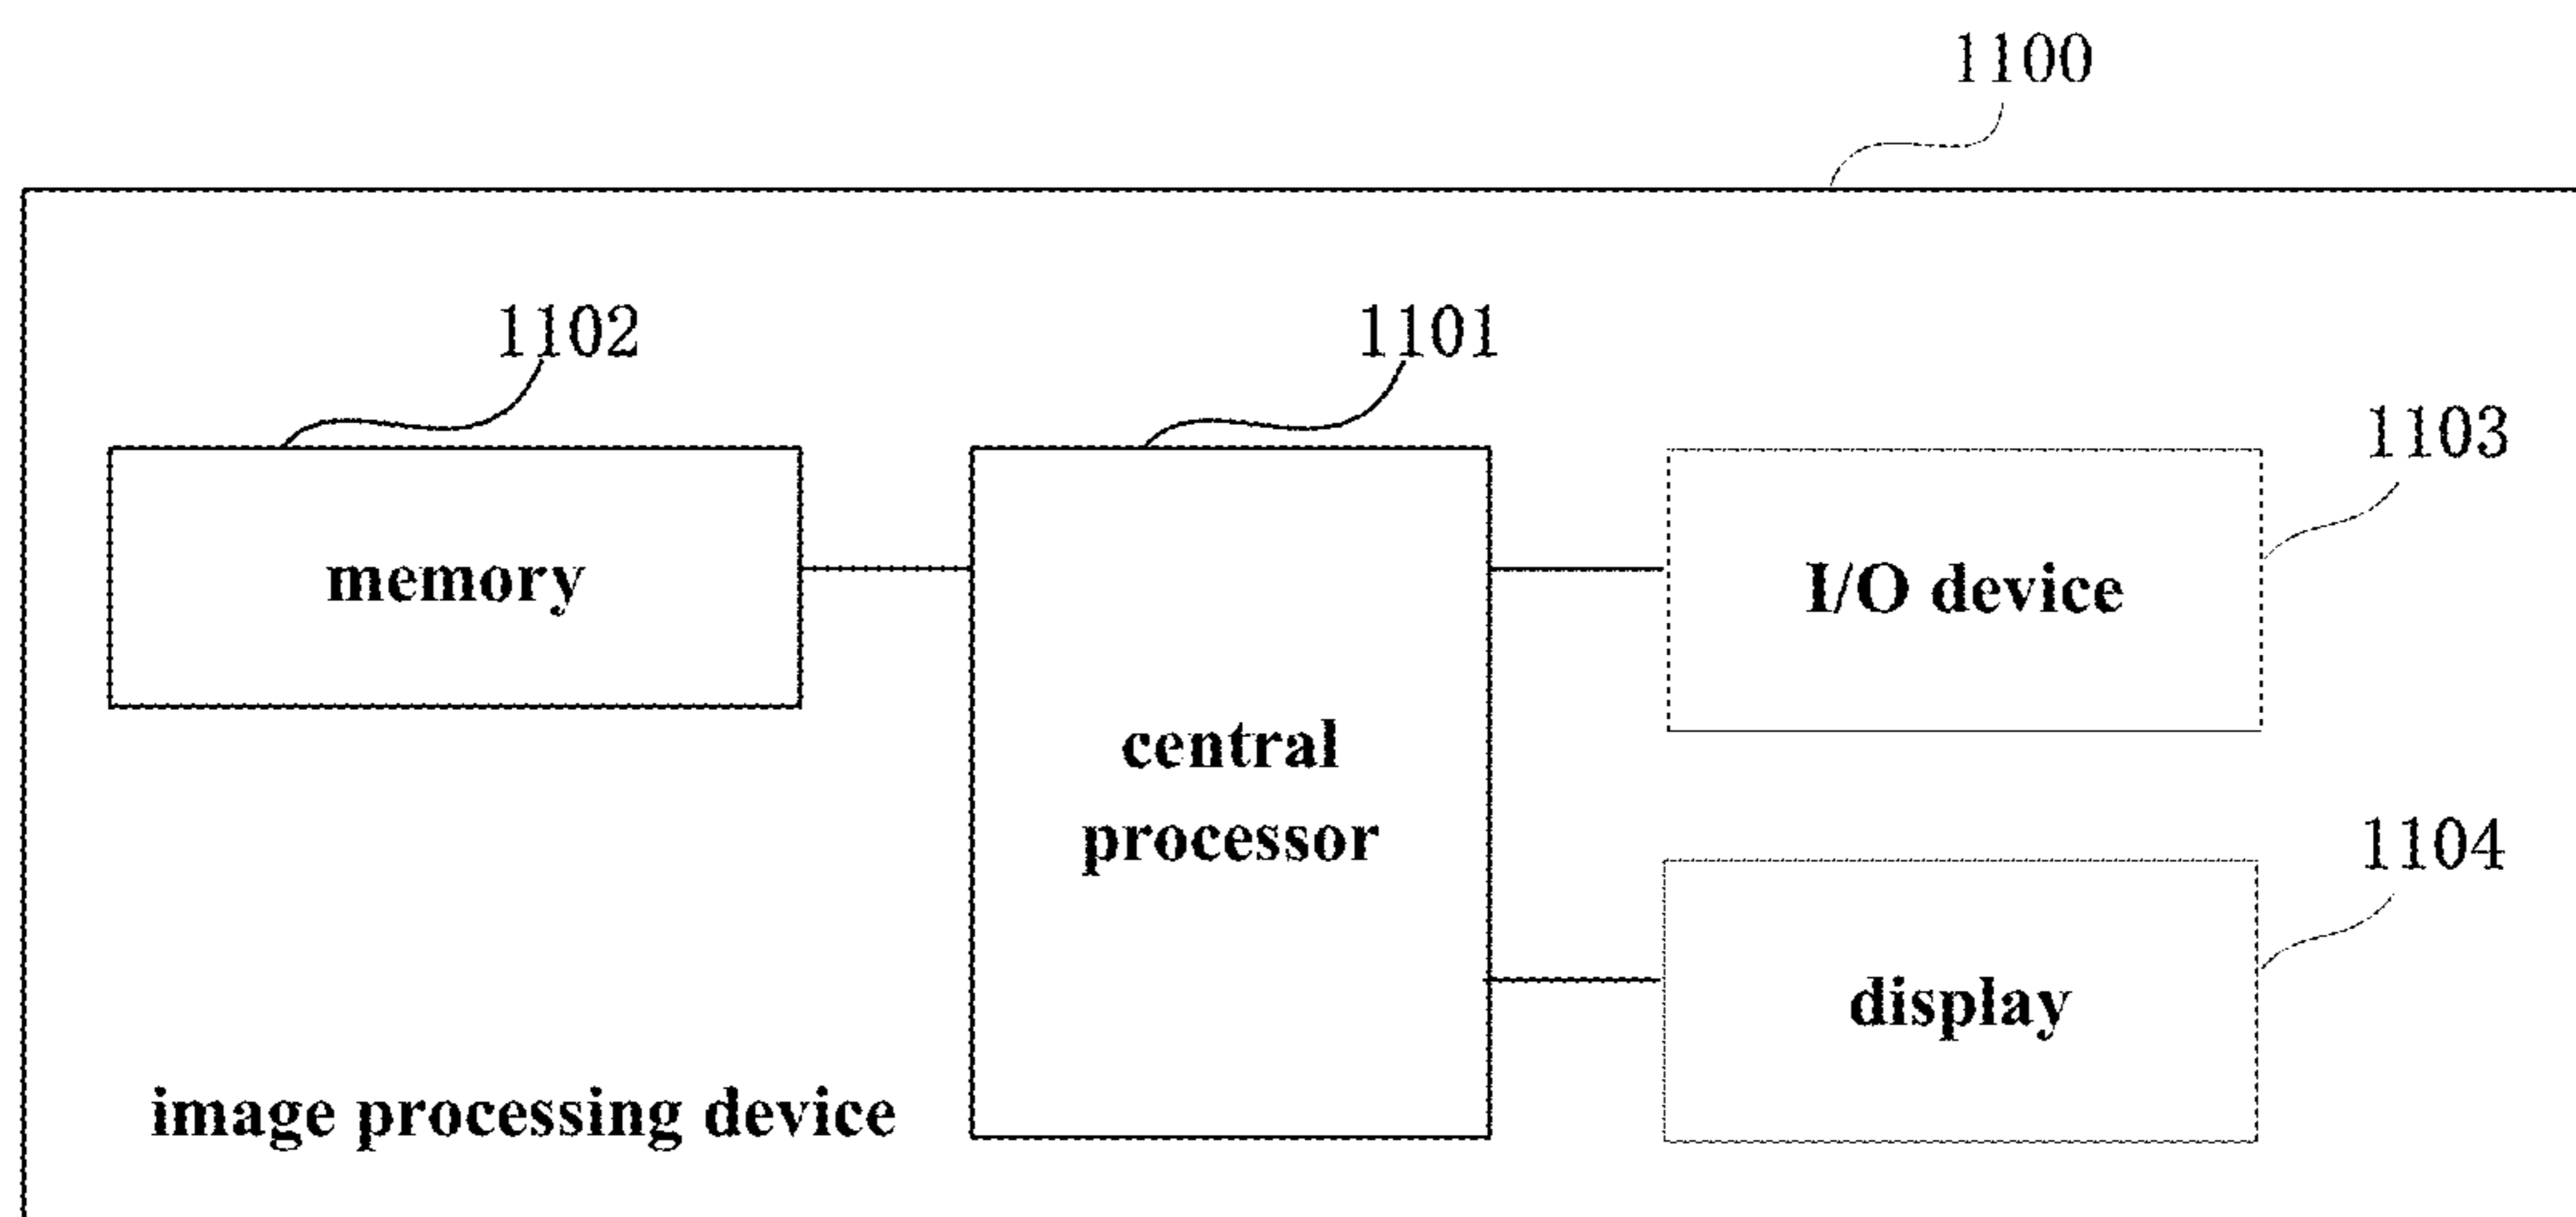 1100
1102
1101
1103
memory
I/O device
central
processor
1104
display
image processing device